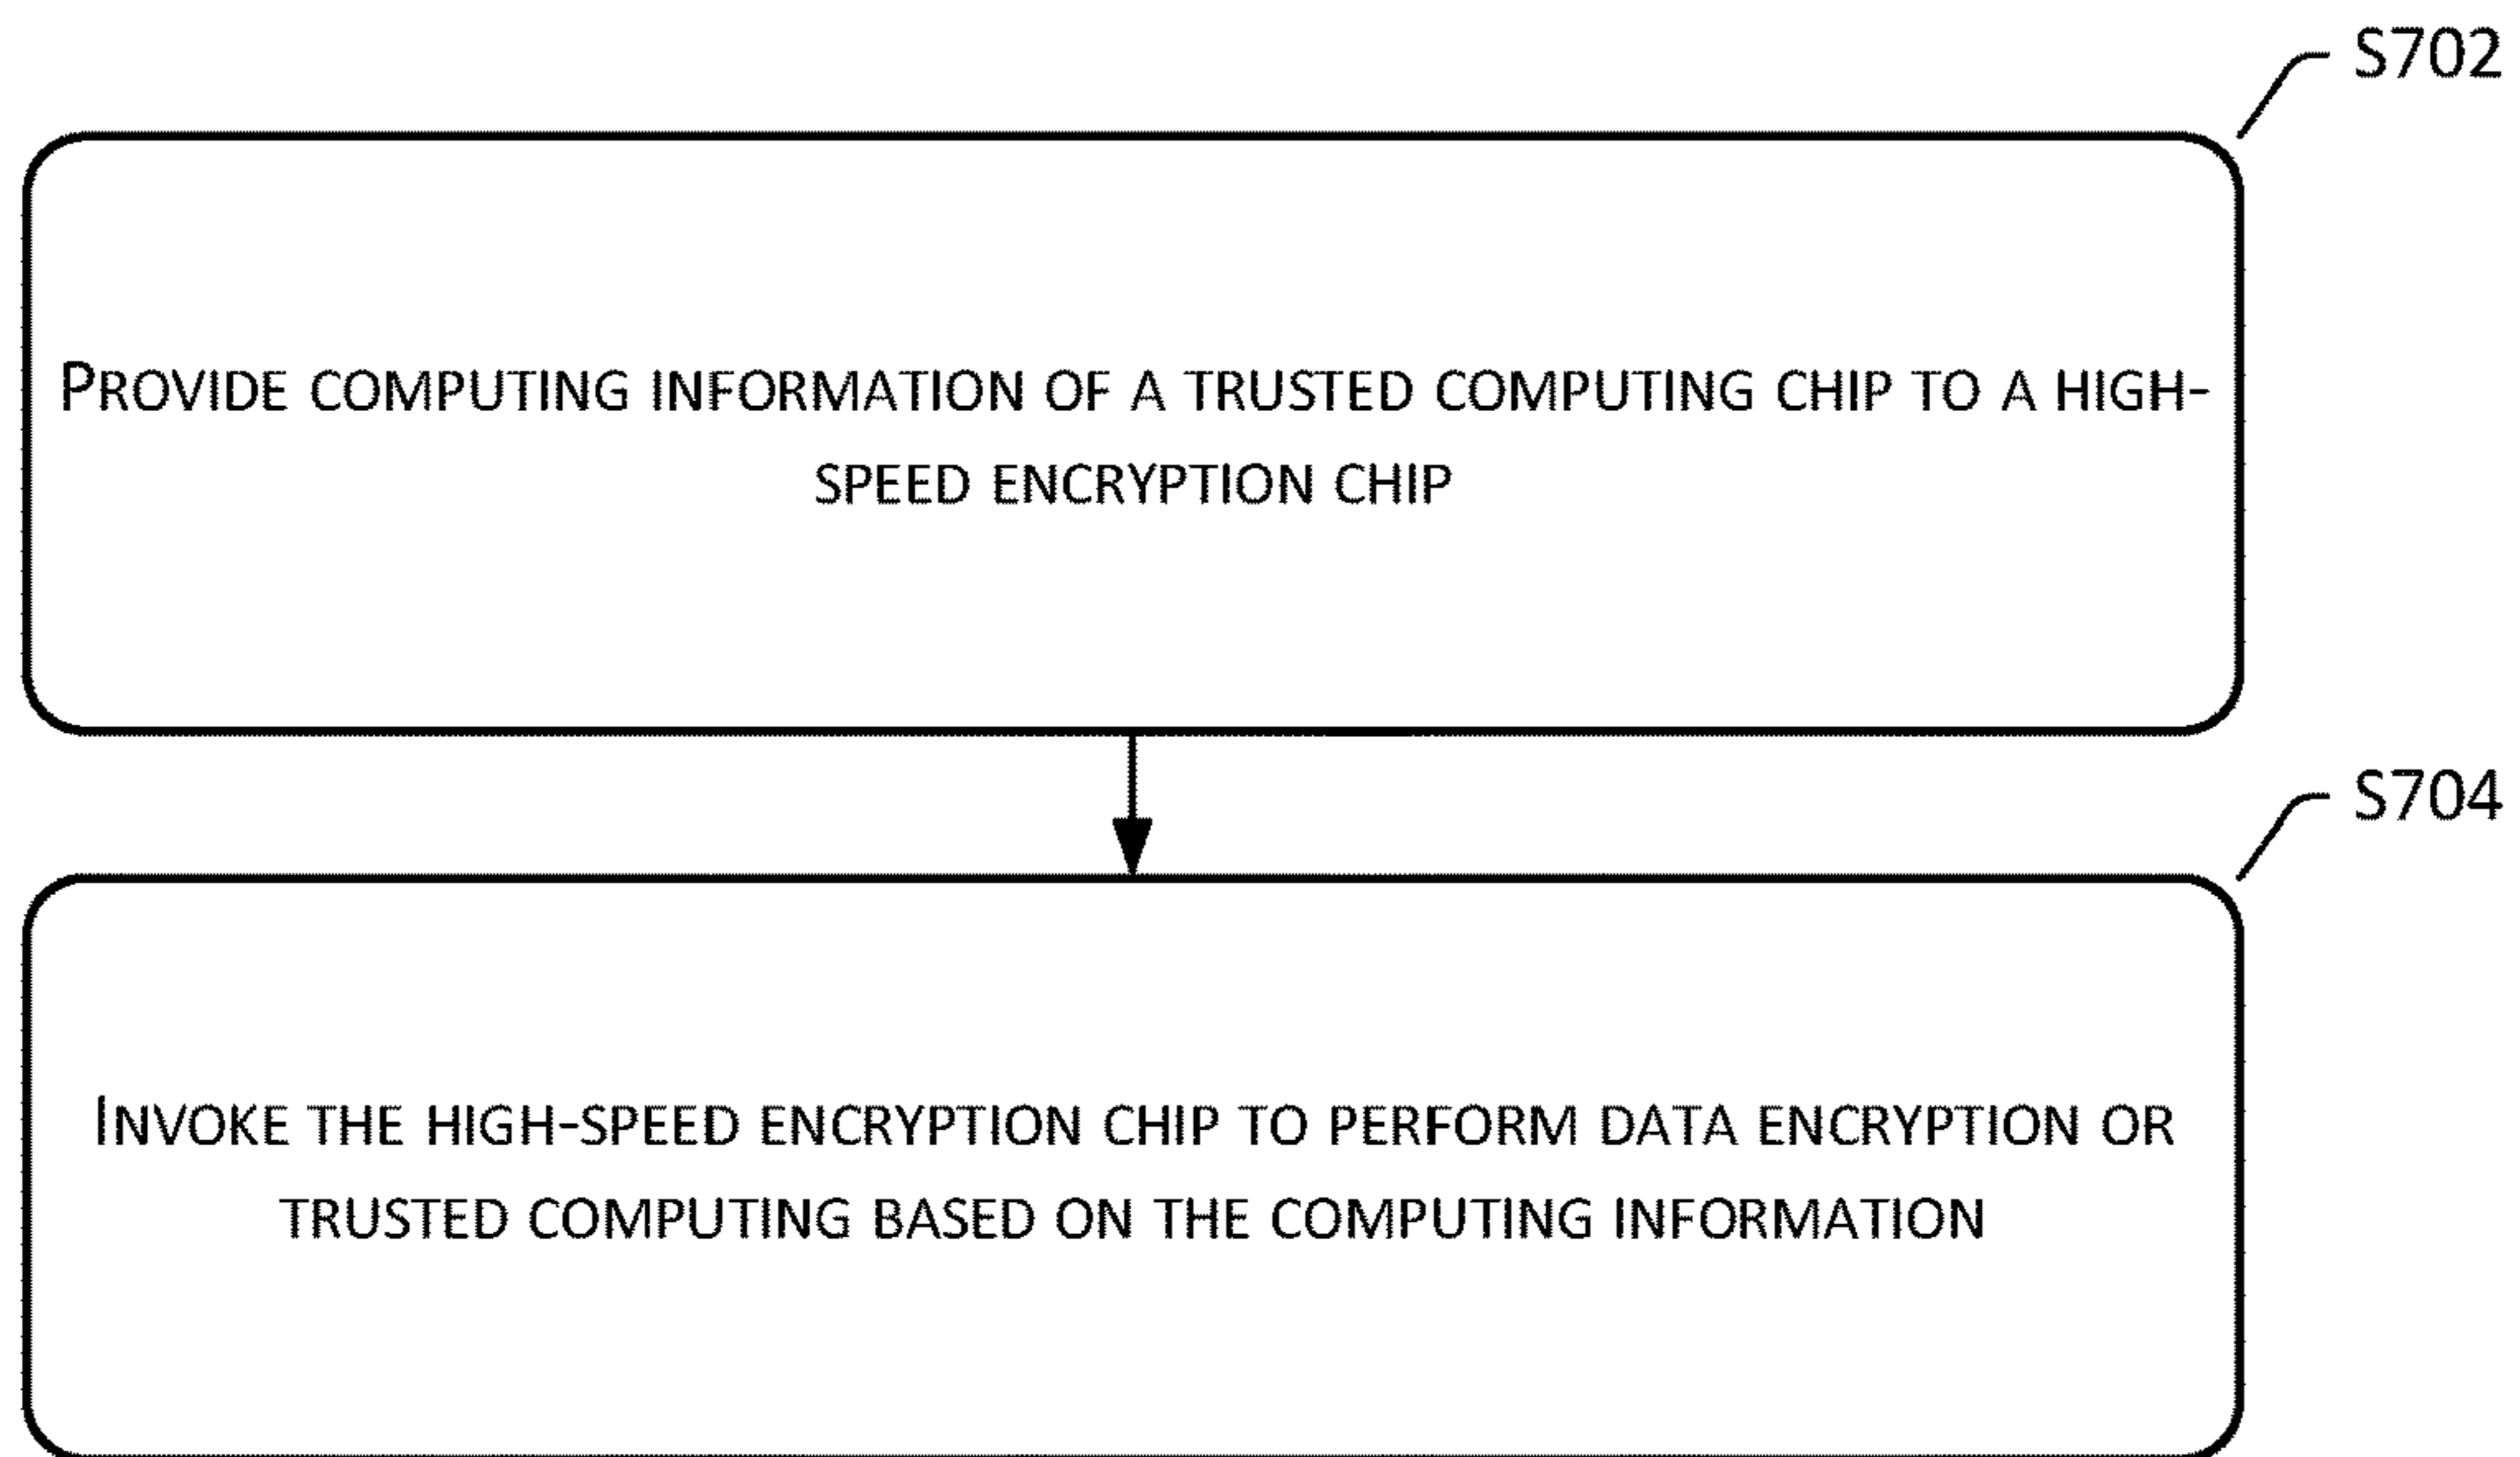 S702
PROVIDE COMPUTING INFORMATION OF A TRUSTED COMPUTING CHIP TO A HIGH-
SPEED ENCRYPTION CHIP
S704
INVOKE THE HIGH-SPEED ENCRYPTION CHIP TO PERFORM DATA ENCRYPTION OR
TRUSTED COMPUTING BASED ON THE COMPUTING INFORMATION